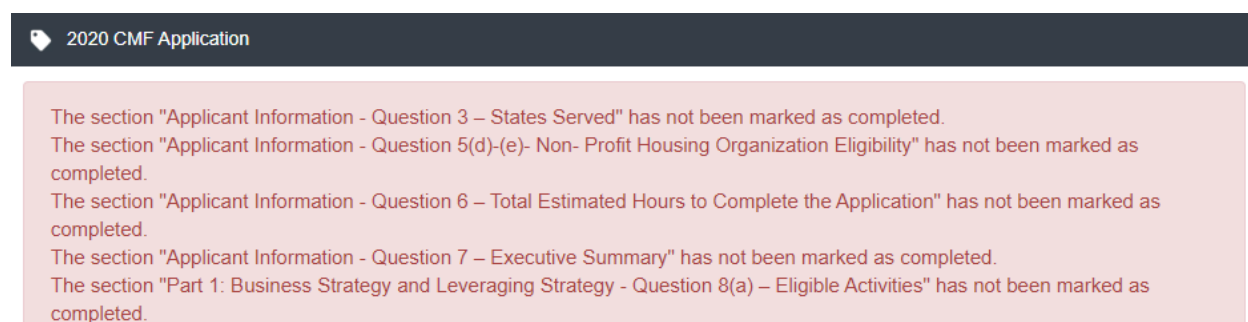 2020 CMF Application
The section "Applicant Information - Question 3 – States Served" has not been marked as completed.
The section "Applicant Information - Question 5(d)-(e)- Non- Profit Housing Organization Eligibility" has not been marked as
completed.
The section "Applicant Information - Question 6 – Total Estimated Hours to Complete the Application" has not been marked as
completed.
The section "Applicant Information - Question 7 – Executive Summary" has not been marked as completed.
The section "Part 1: Business Strategy and Leveraging Strategy - Question 8(a) – Eligible Activities" has not been marked as
completed.